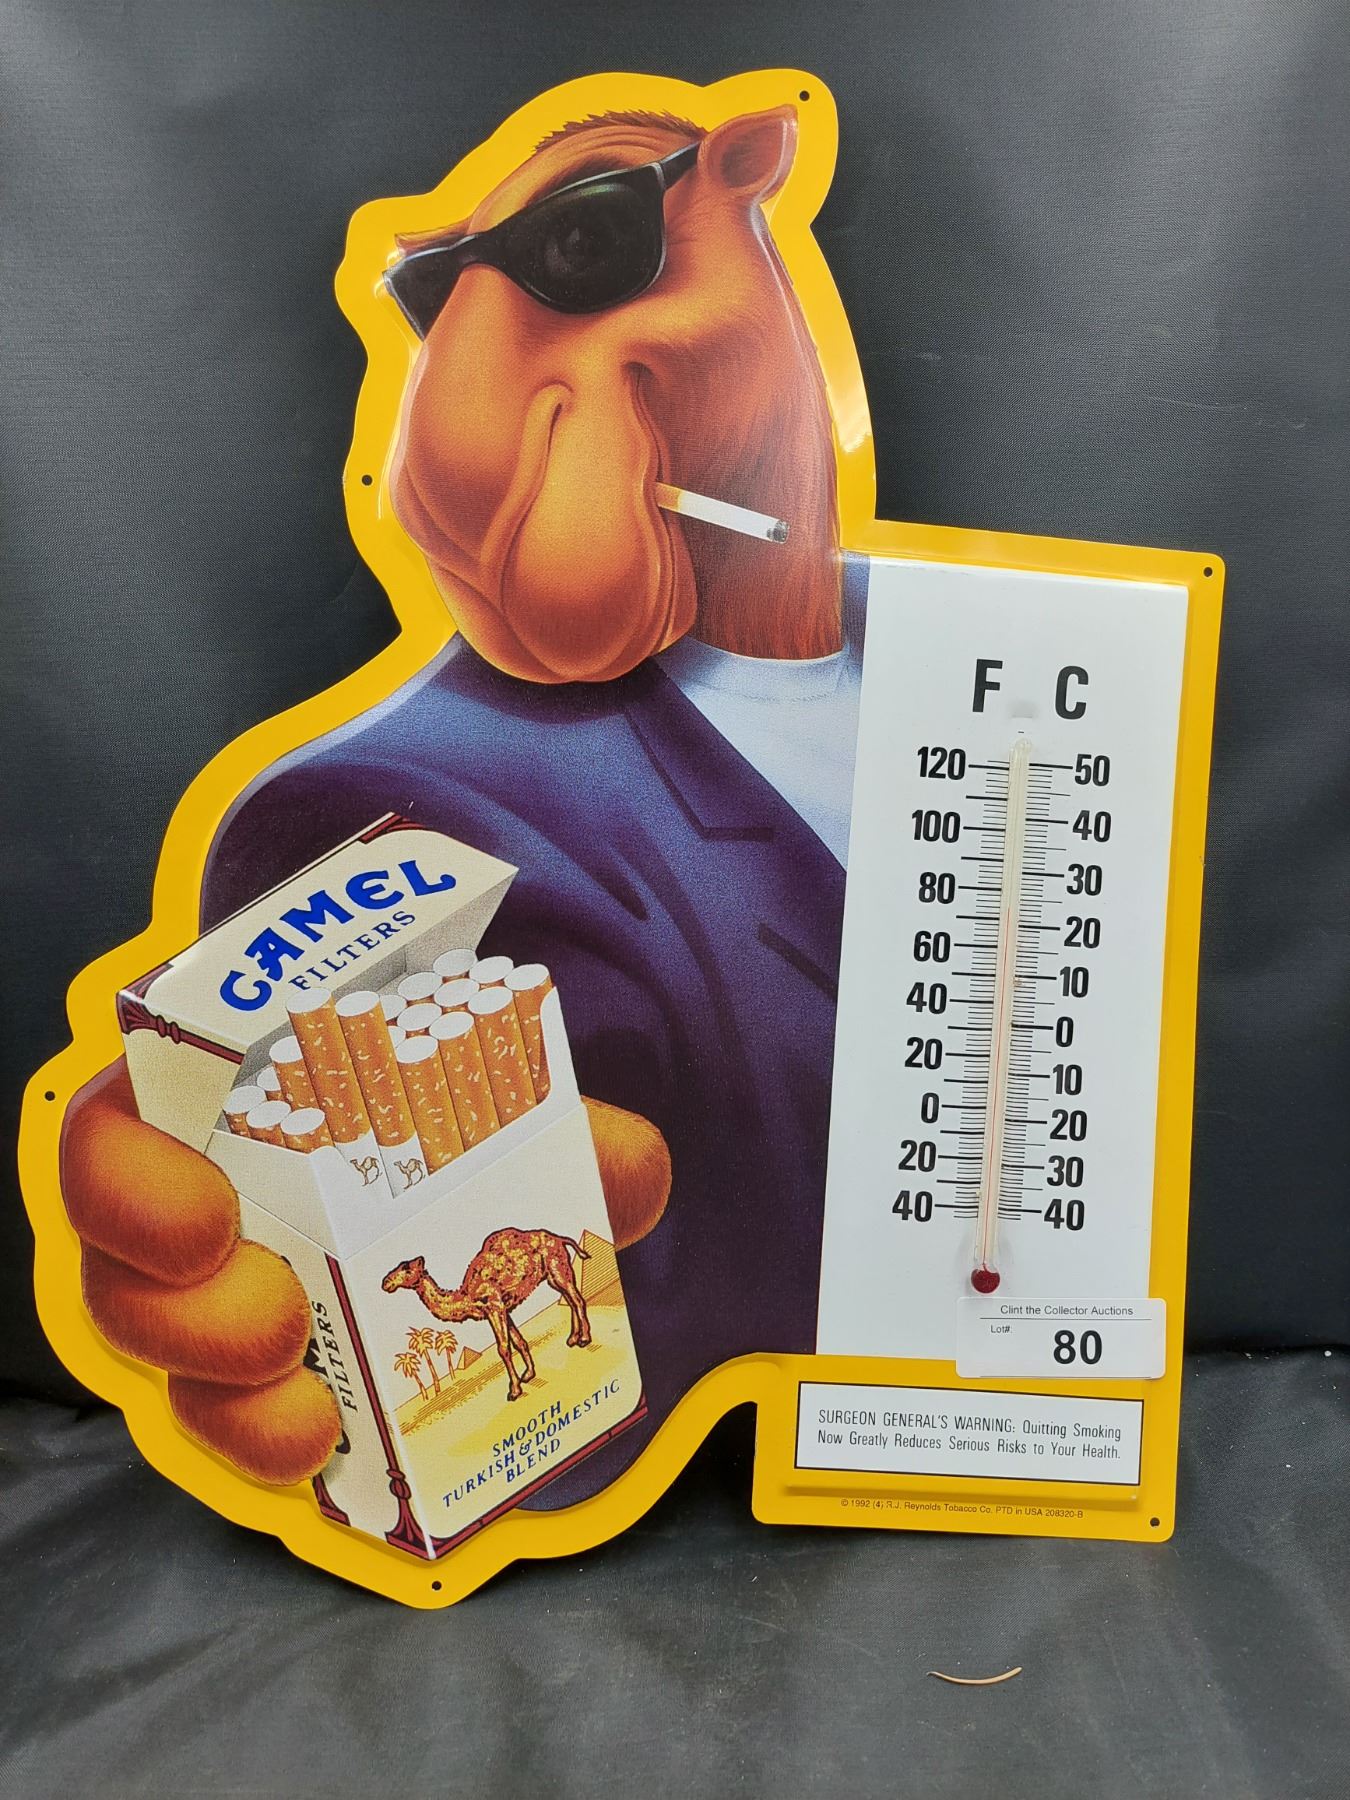 CAMEL
FILTERS
FILTERS
SMOOTH
TURKISH & DOMESTIC
BLEND
F C
120 50
100 40
80 30
60 20
40 10
20 0
0 10
20 20
40 30
40
Clint the Collector Auctions
Lot#:
80
SURGEON GENERAL'S WARNING: Quitting Smoking
Now Greatly Reduces Serious Risks to Your Health.
© 1992 (4) R.J. Reynolds Tobacco Co. PTD in USA 208320-B